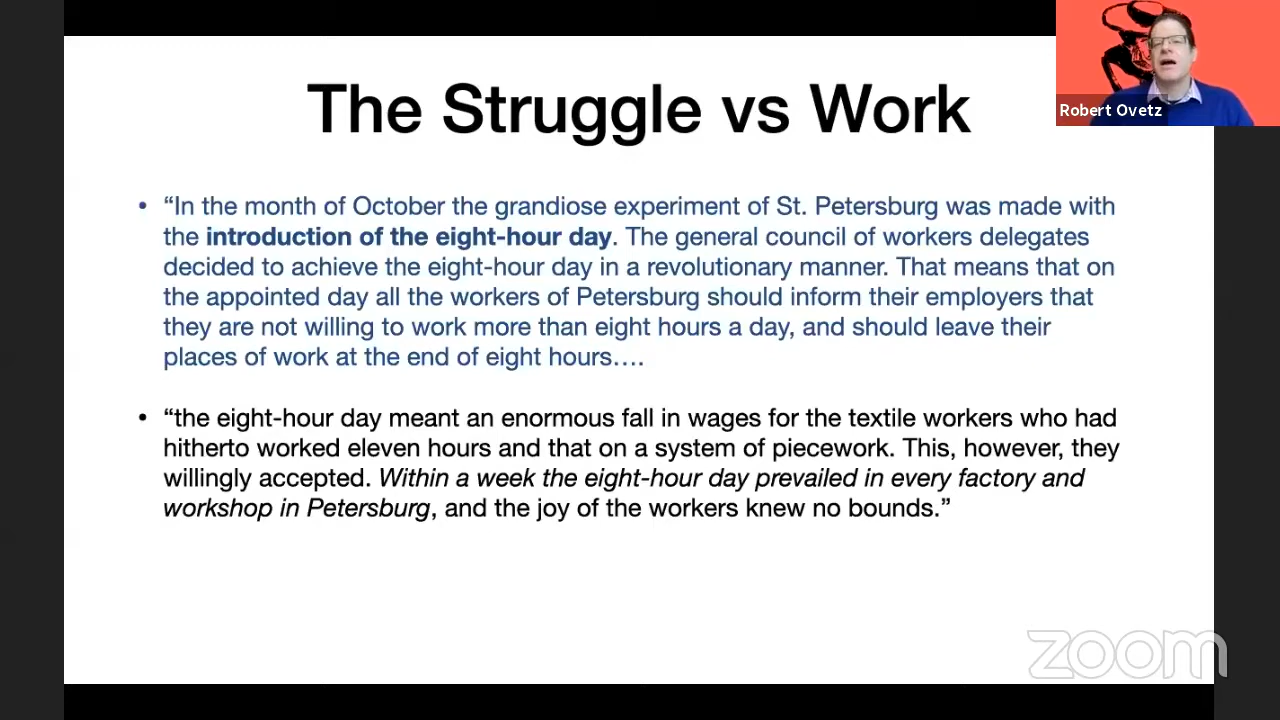 The Struggle vs Work
Robert Ovetz
• “In the month of October the grandiose experiment of St. Petersburg was made with
the introduction of the eight-hour day. The general council of workers delegates
decided to achieve the eight-hour day in a revolutionary manner. That means that on
the appointed day all the workers of Petersburg should inform their employers that
they are not willing to work more than eight hours a day, and should leave their
places of work at the end of eight hours….
• “the eight-hour day meant an enormous fall in wages for the textile workers who had
hitherto worked eleven hours and that on a system of piecework. This, however, they
willingly accepted. Within a week the eight-hour day prevailed in every factory and
workshop in Petersburg, and the joy of the workers knew no bounds.”
zoom